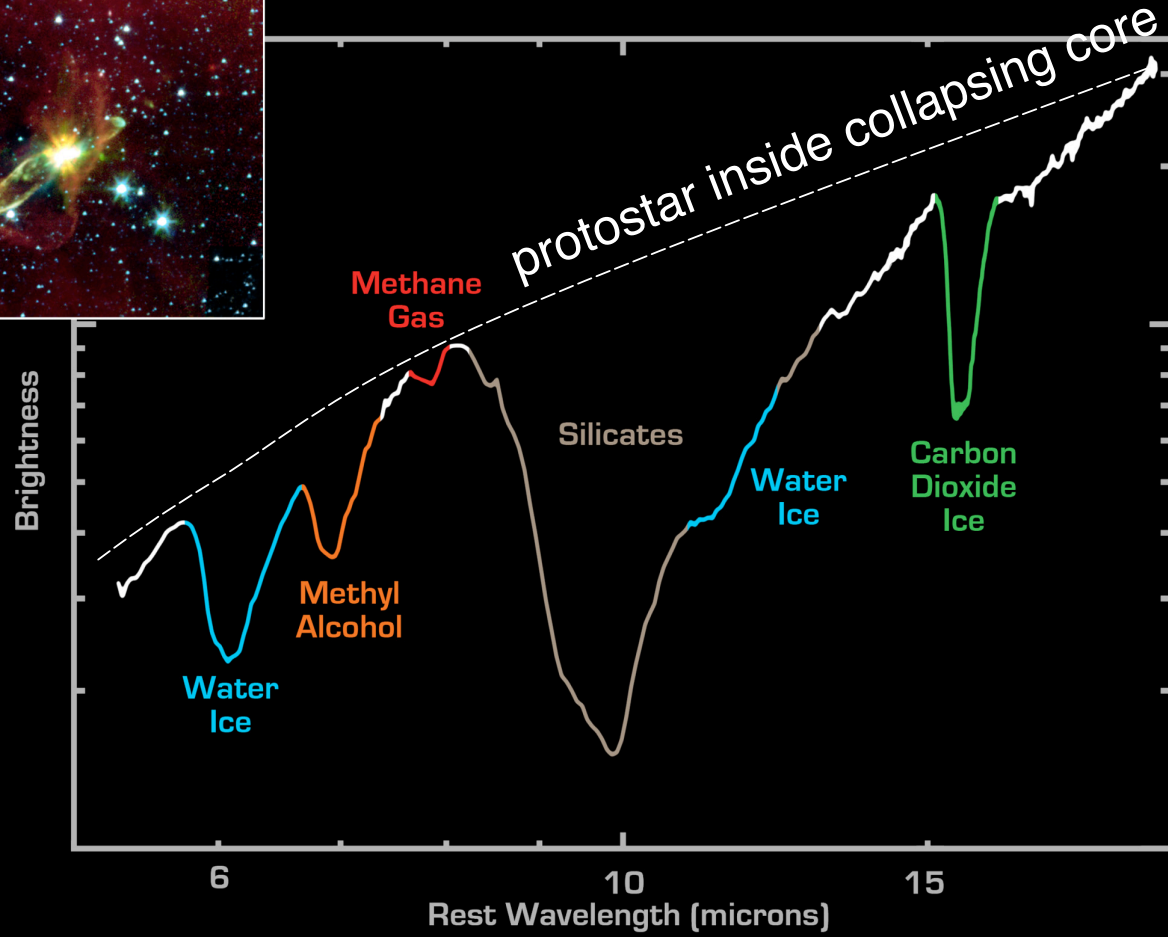 protostar inside collapsing core
Methane
Gas
Silicates
Water
Ice
Carbon
Dioxide
Ice
Methyl
Alcohol
Water
Ice
Brightness
6
10
15
Rest Wavelength (microns)